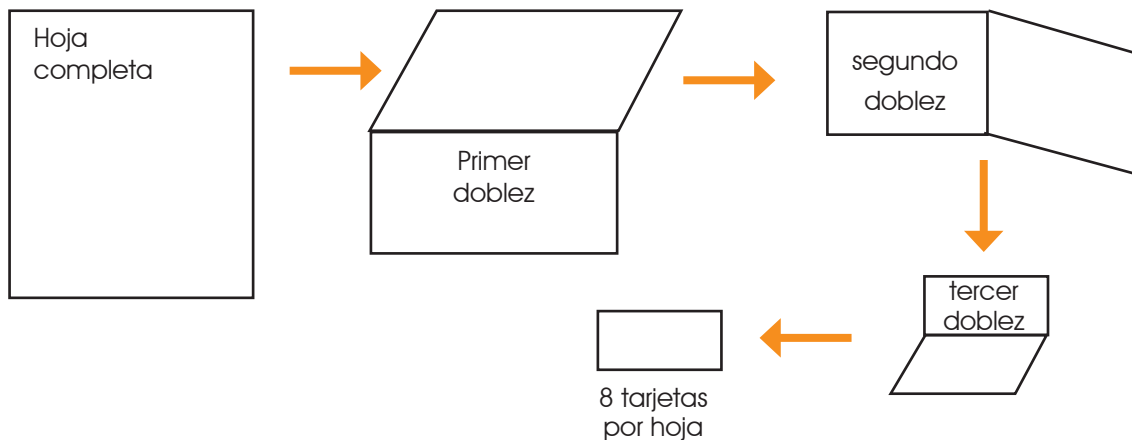 Hoja
completa
Primer
doblez
segundo
doblez
tercer
doblez
8 tarjetas
por hoja